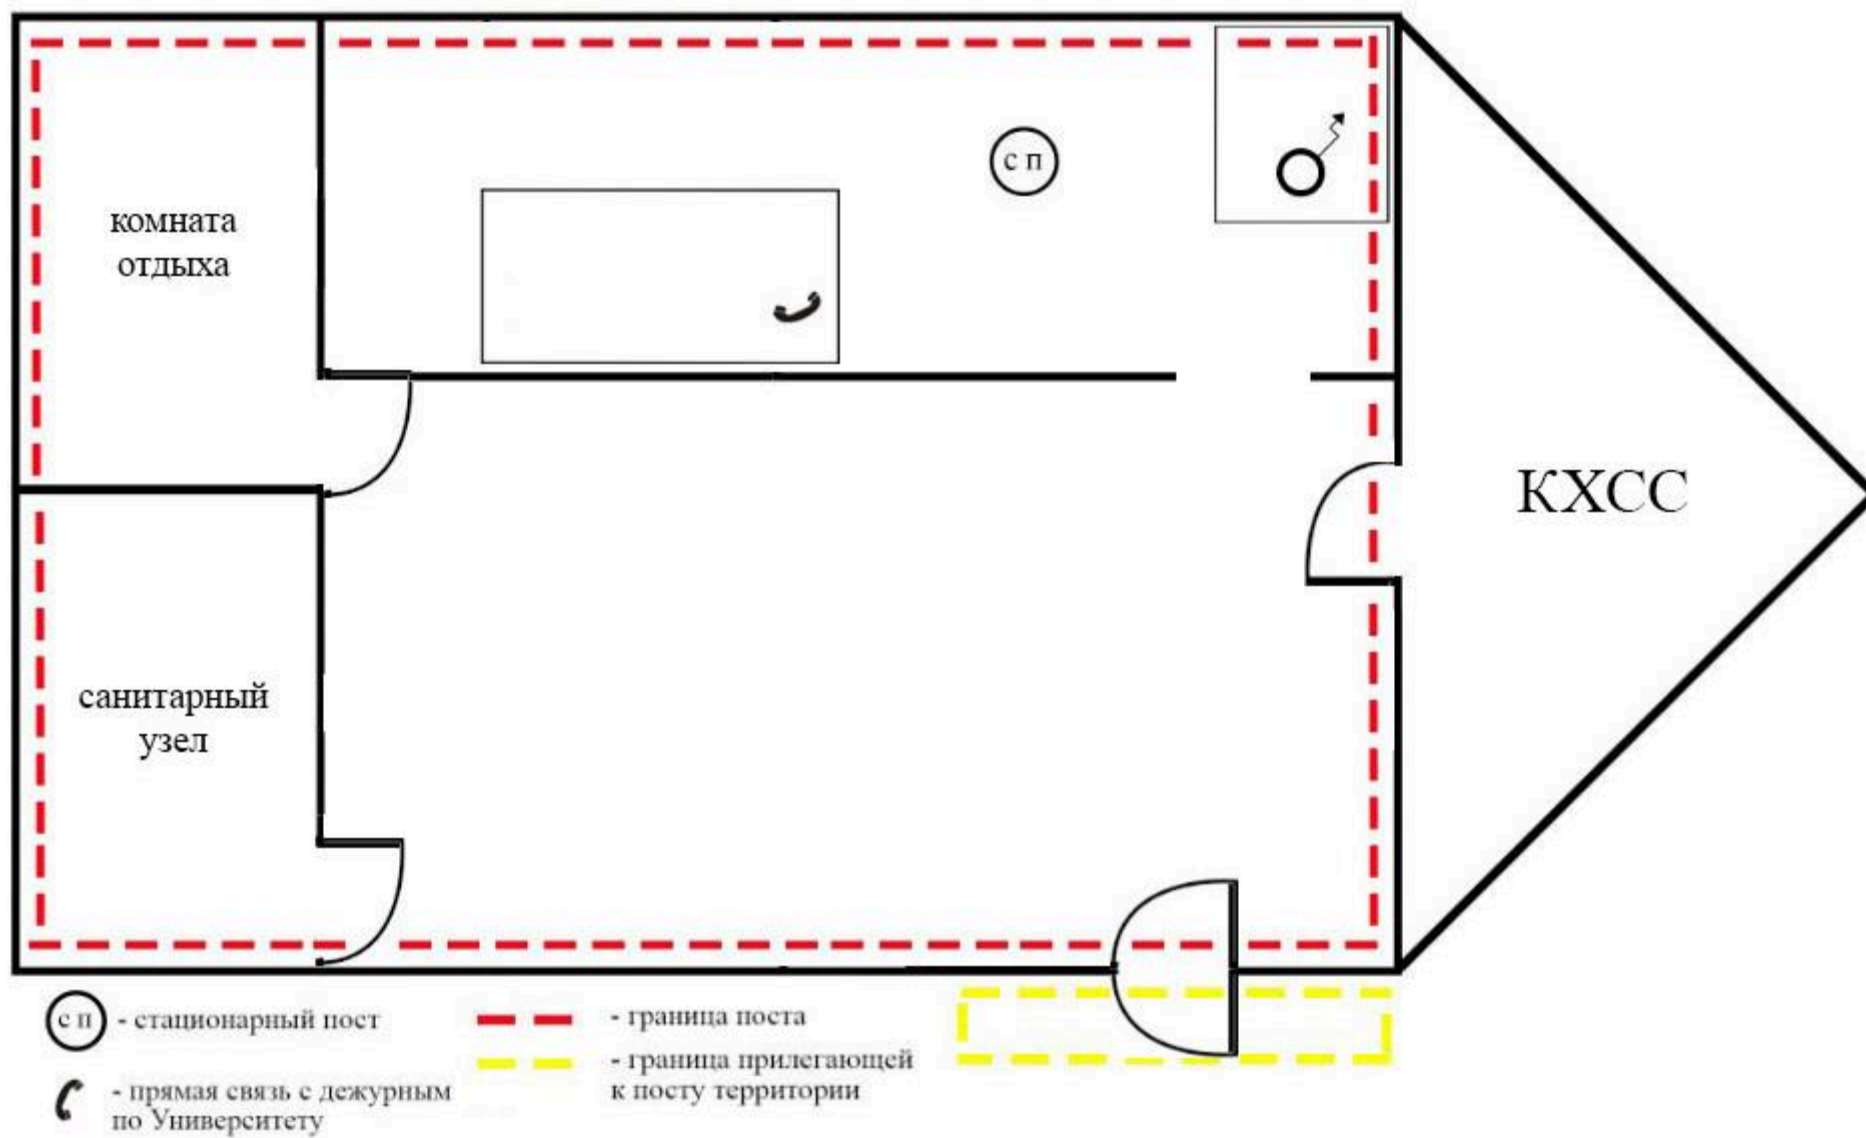 с п
комната
отдыха
КХСС
санитарный
узел
с п - стационарный пост
- граница поста
- граница прилегающей
к посту территории
- прямая связь с дежурным
по Университету